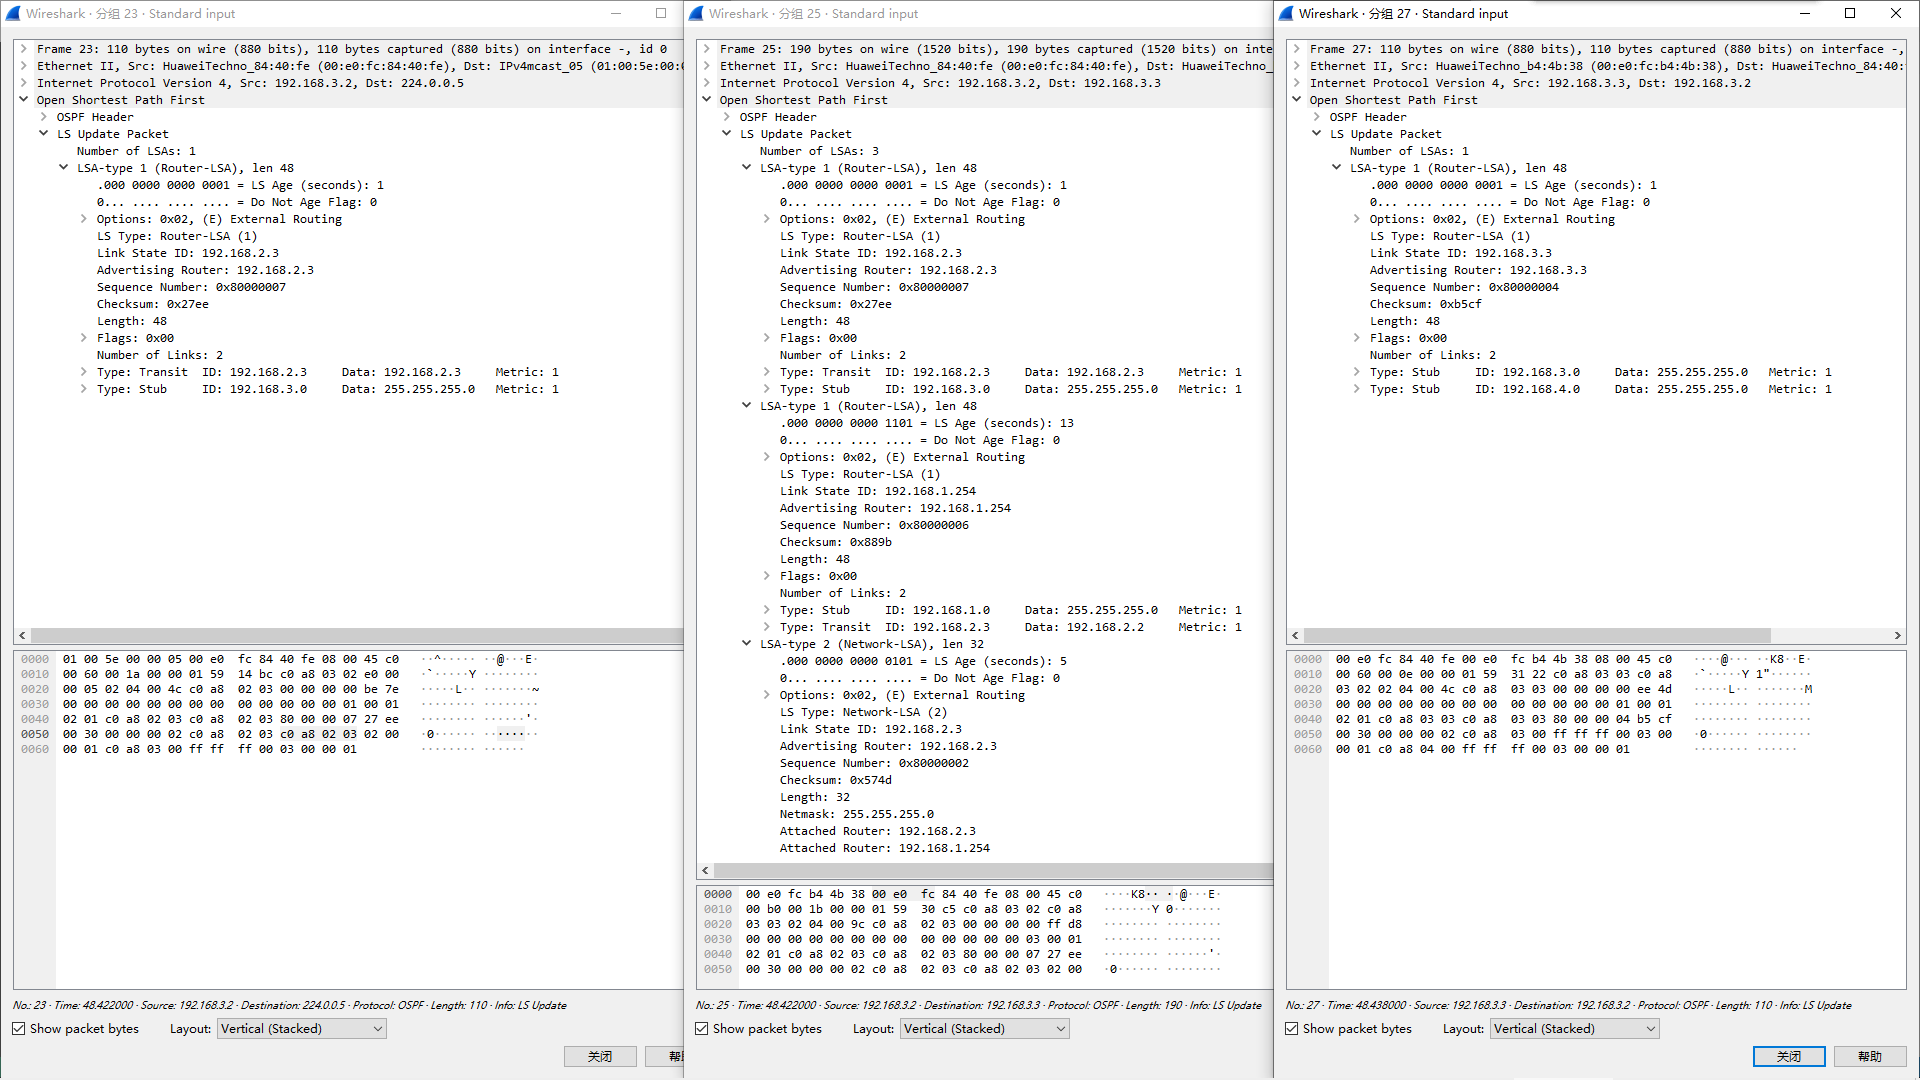 Wireshark · 分组 23 · Standard input
Frame 23: 110 bytes on wire (880 bits), 110 bytes captured (880 bits) on interface -, id 0
Ethernet II, Src: HuaweiTechno_84:40:fe (00:e0:fc:84:40:fe), Dst: IPv4mcast_05 (01:00:5e:00:0
Internet Protocol Version 4, Src: 192.168.3.2, Dst: 224.0.0.5
Open Shortest Path First
OSPF Header
LS Update Packet
Number of LSAs: 1
LSA-type 1 (Router-LSA), len 48
.000 0000 0000 0001 = LS Age (seconds): 1
0... .... .... .... = Do Not Age Flag: 0
Options: 0x02, (E) External Routing
LS Type: Router-LSA (1)
Link State ID: 192.168.2.3
Advertising Router: 192.168.2.3
Sequence Number: 0x80000007
Checksum: 0x27ee
Length: 48
Flags: 0x00
Number of Links: 2
Type: Transit  ID: 192.168.2.3     Data: 192.168.2.3     Metric: 1
Type: Stub     ID: 192.168.3.0     Data: 255.255.255.0   Metric: 1
0000 01 00 5e 00 00 05 00 e0  fc 84 40 fe 08 00 45 c0   ··^····· ··@···E·
0010 00 60 00 1a 00 00 01 59  14 bc c0 a8 03 02 e0 00   ·`·····Y ········
0020 00 05 02 04 00 4c c0 a8  02 03 00 00 00 00 be 7e   ·····L·· ·······~
0030 00 00 00 00 00 00 00 00  00 00 00 00 00 01 00 01   ········ ········
0040 02 01 c0 a8 02 03 c0 a8  02 03 80 00 00 07 27 ee   ········ ······'·
0050 00 30 00 00 00 02 c0 a8  02 03 c0 a8 02 03 02 00   ·0······ ········
0060 00 01 c0 a8 03 00 ff ff  ff 00 03 00 00 01         ········ ······
No.: 23 · Time: 48.422000 · Source: 192.168.3.2 · Destination: 224.0.0.5 · Protocol: OSPF · Length: 110 · Info: LS Update
Show packet bytes
Layout: Vertical (Stacked)
关闭
Wireshark · 分组 25 · Standard input
Frame 25: 190 bytes on wire (1520 bits), 190 bytes captured (1520 bits) on inte
Ethernet II, Src: HuaweiTechno_84:40:fe (00:e0:fc:84:40:fe), Dst: HuaweiTechno_
Internet Protocol Version 4, Src: 192.168.3.2, Dst: 192.168.3.3
Open Shortest Path First
OSPF Header
LS Update Packet
Number of LSAs: 3
LSA-type 1 (Router-LSA), len 48
.000 0000 0000 0001 = LS Age (seconds): 1
0... .... .... .... = Do Not Age Flag: 0
Options: 0x02, (E) External Routing
LS Type: Router-LSA (1)
Link State ID: 192.168.2.3
Advertising Router: 192.168.2.3
Sequence Number: 0x80000007
Checksum: 0x27ee
Length: 48
Flags: 0x00
Number of Links: 2
Type: Transit  ID: 192.168.2.3     Data: 192.168.2.3     Metric: 1
Type: Stub     ID: 192.168.3.0     Data: 255.255.255.0   Metric: 1
LSA-type 1 (Router-LSA), len 48
.000 0000 0000 1101 = LS Age (seconds): 13
0... .... .... .... = Do Not Age Flag: 0
Options: 0x02, (E) External Routing
LS Type: Router-LSA (1)
Link State ID: 192.168.1.254
Advertising Router: 192.168.1.254
Sequence Number: 0x80000006
Checksum: 0x889b
Length: 48
Flags: 0x00
Number of Links: 2
Type: Stub     ID: 192.168.1.0     Data: 255.255.255.0   Metric: 1
Type: Transit  ID: 192.168.2.3     Data: 192.168.2.2     Metric: 1
LSA-type 2 (Network-LSA), len 32
.000 0000 0000 0101 = LS Age (seconds): 5
0... .... .... .... = Do Not Age Flag: 0
Options: 0x02, (E) External Routing
LS Type: Network-LSA (2)
Link State ID: 192.168.2.3
Advertising Router: 192.168.2.3
Sequence Number: 0x80000002
Checksum: 0x574d
Length: 32
Netmask: 255.255.255.0
Attached Router: 192.168.2.3
Attached Router: 192.168.1.254
0000 00 e0 fc b4 4b 38 00 e0  fc 84 40 fe 08 00 45 c0   ····K8·· ··@···E·
0010 00 b0 00 1b 00 00 01 59  30 c5 c0 a8 03 02 c0 a8   ·······Y 0·······
0020 03 03 02 04 00 9c c0 a8  02 03 00 00 00 00 ff d8   ········ ········
0030 00 00 00 00 00 00 00 00  00 00 00 00 00 03 00 01   ········ ········
0040 02 01 c0 a8 02 03 c0 a8  02 03 80 00 00 07 27 ee   ········ ······'·
0050 00 30 00 00 00 02 c0 a8  02 03 c0 a8 02 03 02 00   ·0······ ········
No.: 25 · Time: 48.422000 · Source: 192.168.3.2 · Destination: 192.168.3.3 · Protocol: OSPF · Length: 190 · Info: LS Update
Show packet bytes
Layout: Vertical (Stacked)
Wireshark · 分组 27 · Standard input
Frame 27: 110 bytes on wire (880 bits), 110 bytes captured (880 bits) on interface -,
Ethernet II, Src: HuaweiTechno_b4:4b:38 (00:e0:fc:b4:4b:38), Dst: HuaweiTechno_84:40:
Internet Protocol Version 4, Src: 192.168.3.3, Dst: 192.168.3.2
Open Shortest Path First
OSPF Header
LS Update Packet
Number of LSAs: 1
LSA-type 1 (Router-LSA), len 48
.000 0000 0000 0001 = LS Age (seconds): 1
0... .... .... .... = Do Not Age Flag: 0
Options: 0x02, (E) External Routing
LS Type: Router-LSA (1)
Link State ID: 192.168.3.3
Advertising Router: 192.168.3.3
Sequence Number: 0x80000004
Checksum: 0xb5cf
Length: 48
Flags: 0x00
Number of Links: 2
Type: Stub     ID: 192.168.3.0     Data: 255.255.255.0   Metric: 1
Type: Stub     ID: 192.168.4.0     Data: 255.255.255.0   Metric: 1
0000 00 e0 fc 84 40 fe 00 e0  fc b4 4b 38 08 00 45 c0   ····@··· ··K8··E·
0010 00 60 00 0e 00 00 01 59  31 22 c0 a8 03 03 c0 a8   ·`·····Y 1"······
0020 03 02 02 04 00 4c c0 a8  03 03 00 00 00 00 ee 4d   ·····L·· ·······M
0030 00 00 00 00 00 00 00 00  00 00 00 00 00 01 00 01   ········ ········
0040 02 01 c0 a8 03 03 c0 a8  03 03 80 00 00 04 b5 cf   ········ ········
0050 00 30 00 00 00 02 c0 a8  03 00 ff ff ff 00 03 00   ·0······ ········
0060 00 01 c0 a8 04 00 ff ff  ff 00 03 00 00 01         ········ ······
No.: 27 · Time: 48.438000 · Source: 192.168.3.3 · Destination: 192.168.3.2 · Protocol: OSPF · Length: 110 · Info: LS Update
Show packet bytes
Layout: Vertical (Stacked)
关闭
帮助